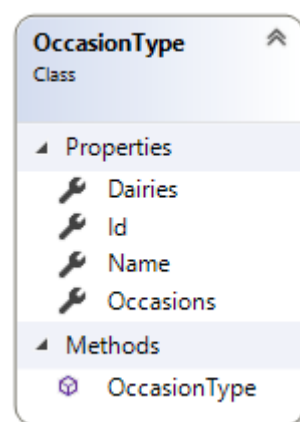 OccasionType
Class
Properties
Dairies
Id
Name
Occasions
Methods
OccasionType